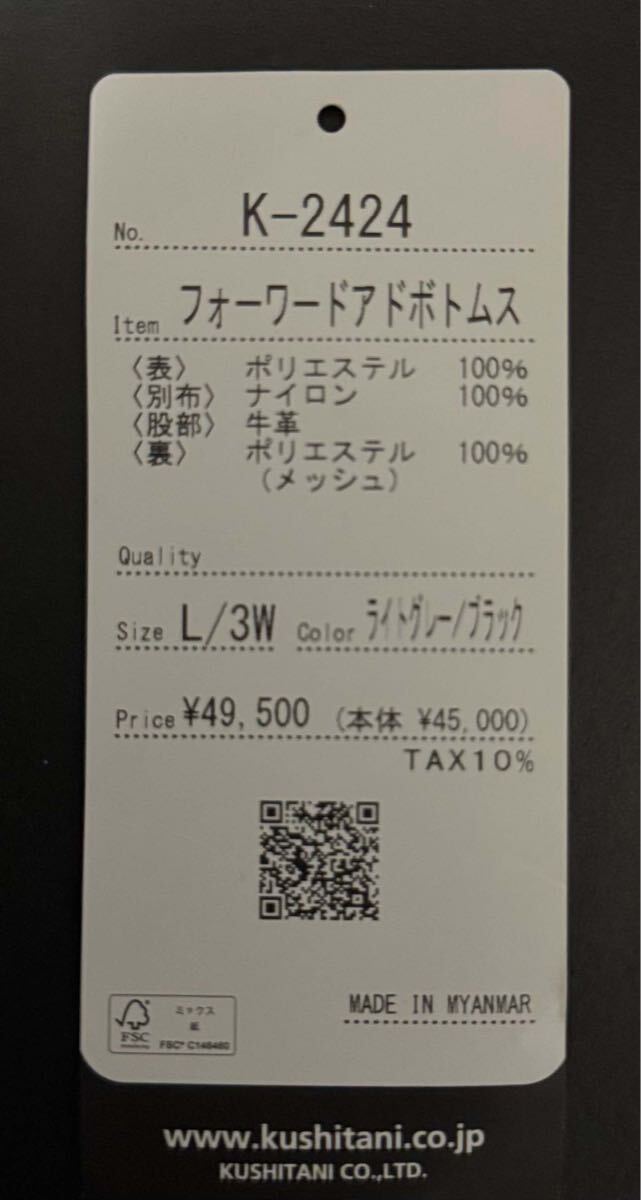 No. K-2424
Item フォーワードアドボトムス
〈表〉 ポリエステル 100%
〈別布〉 ナイロン 100%
〈股部〉 牛革
〈裏〉 ポリエステル 100%
（メッシュ）
Quality
Size L/3W Color ライトグレー/ブラック
Price ¥49,500 (本体 ¥45,000)
TAX10%
MADE IN MYANMAR
FSC
ミックス
紙
FSC® C146460
www.kushitani.co.jp
KUSHITANI CO.,LTD.